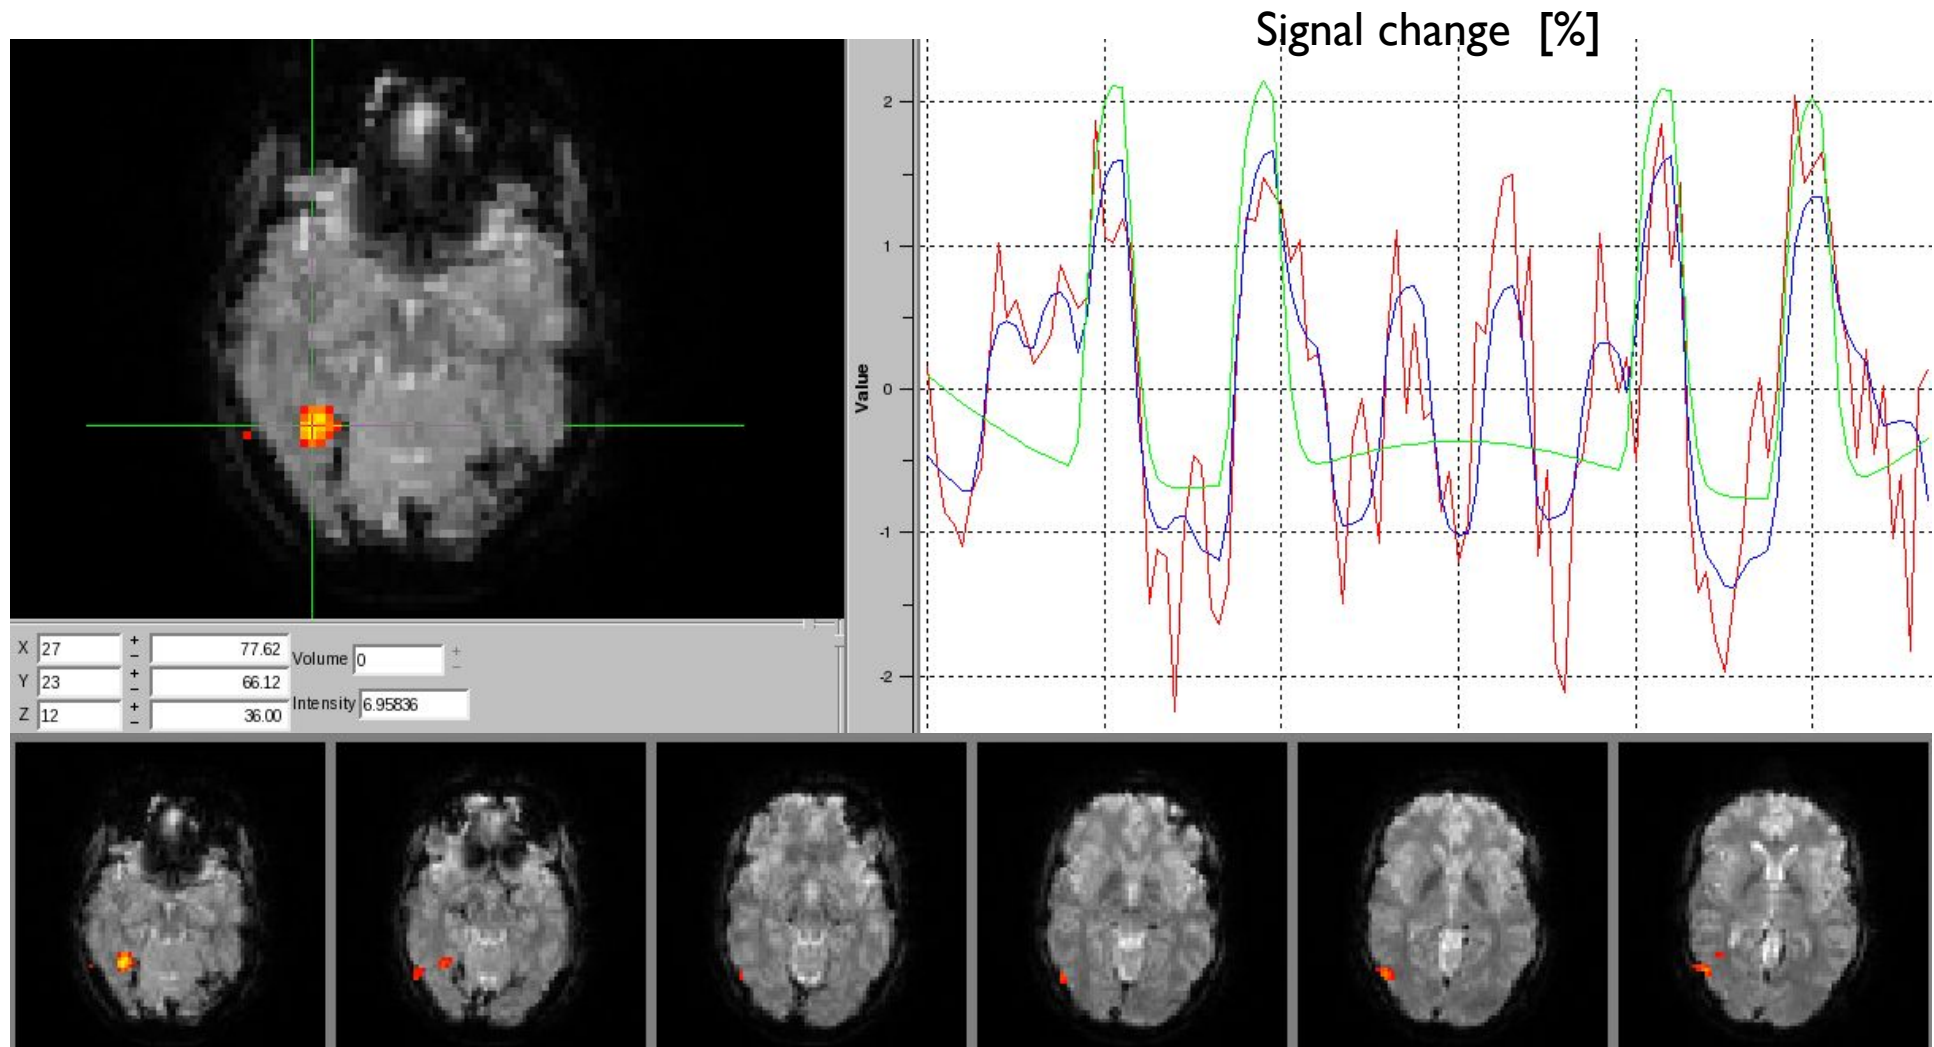 Signal change [%]
2
1
0
-1
-2
Value
X 27 + - 77.62
Y 23 + - 66.12
Z 12 + - 36.00
Volume 0 + -
Intensity 6.95836